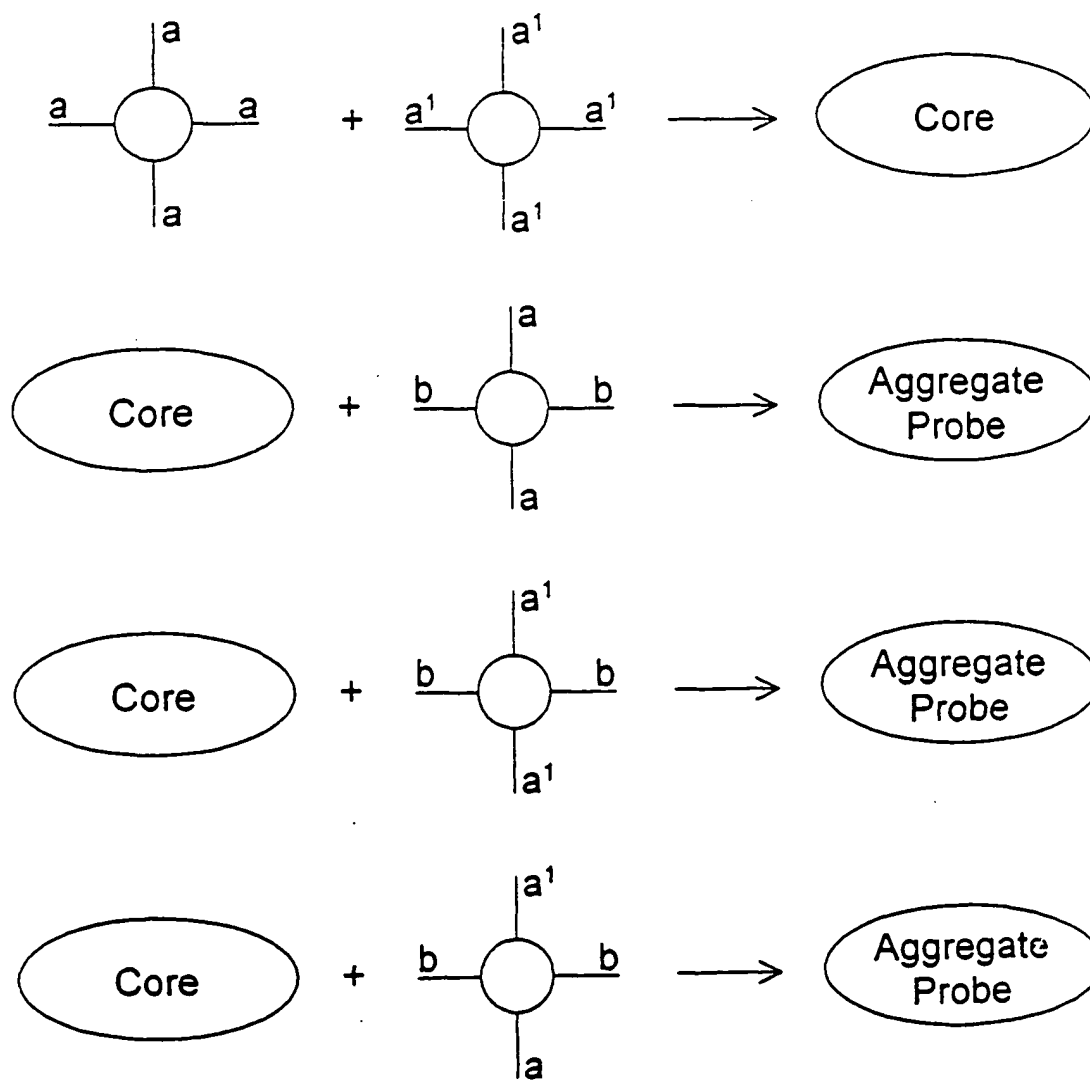 a
a a + a¹ a¹ a¹ → Core
a a¹
a
Core + b b → Aggregate Probe
a
a¹
Core + b b → Aggregate Probe
a¹
a¹
Core + b b → Aggregate Probe
a